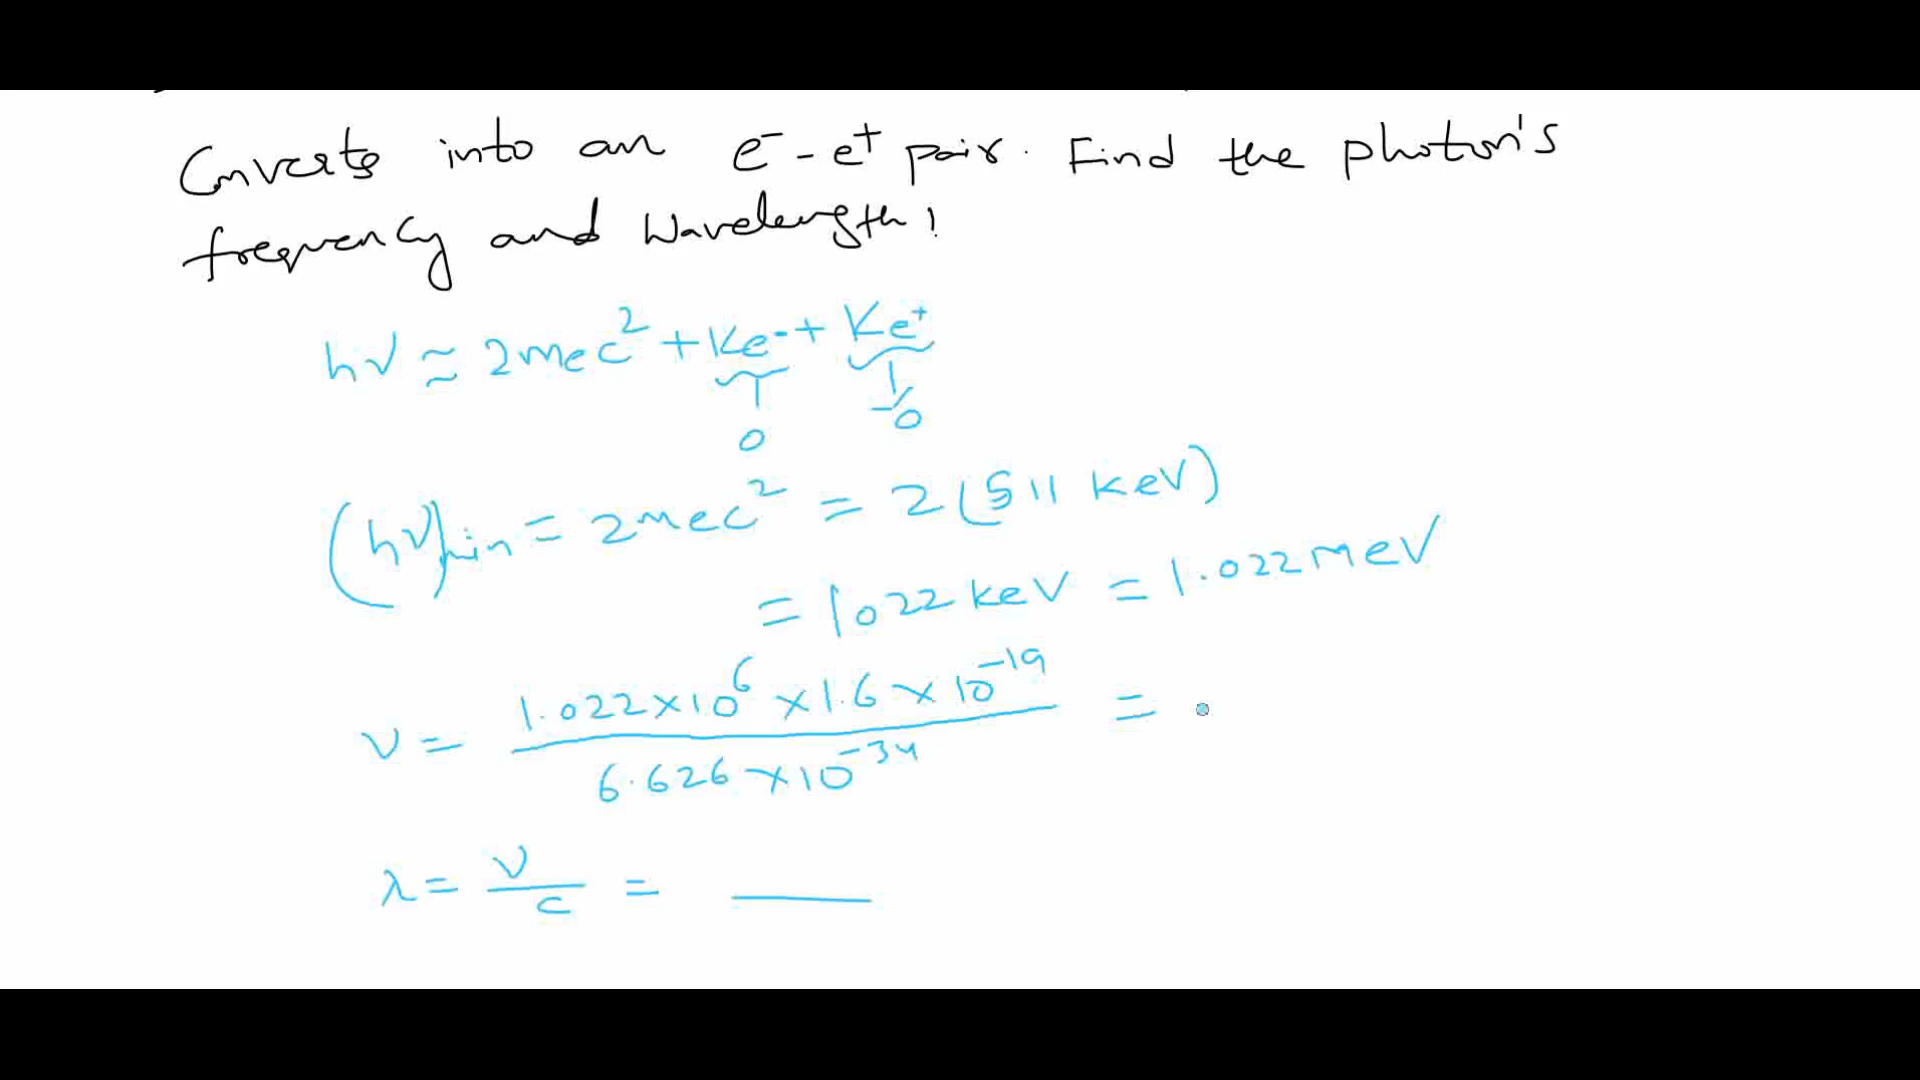 Converts into an e⁻ - e⁺ pair. Find the photon's
frequency and wavelength!
hν ≃ 2mec² + Ke⁻ + Ke⁺
0
0
(hν)min = 2mec² = 2 (511 keV)
= 1022 keV = 1.022 meV
ν = 1.022 × 10⁶ × 1.6 × 10⁻¹⁹ / 6.626 × 10⁻³⁴ =
λ = ν / c =